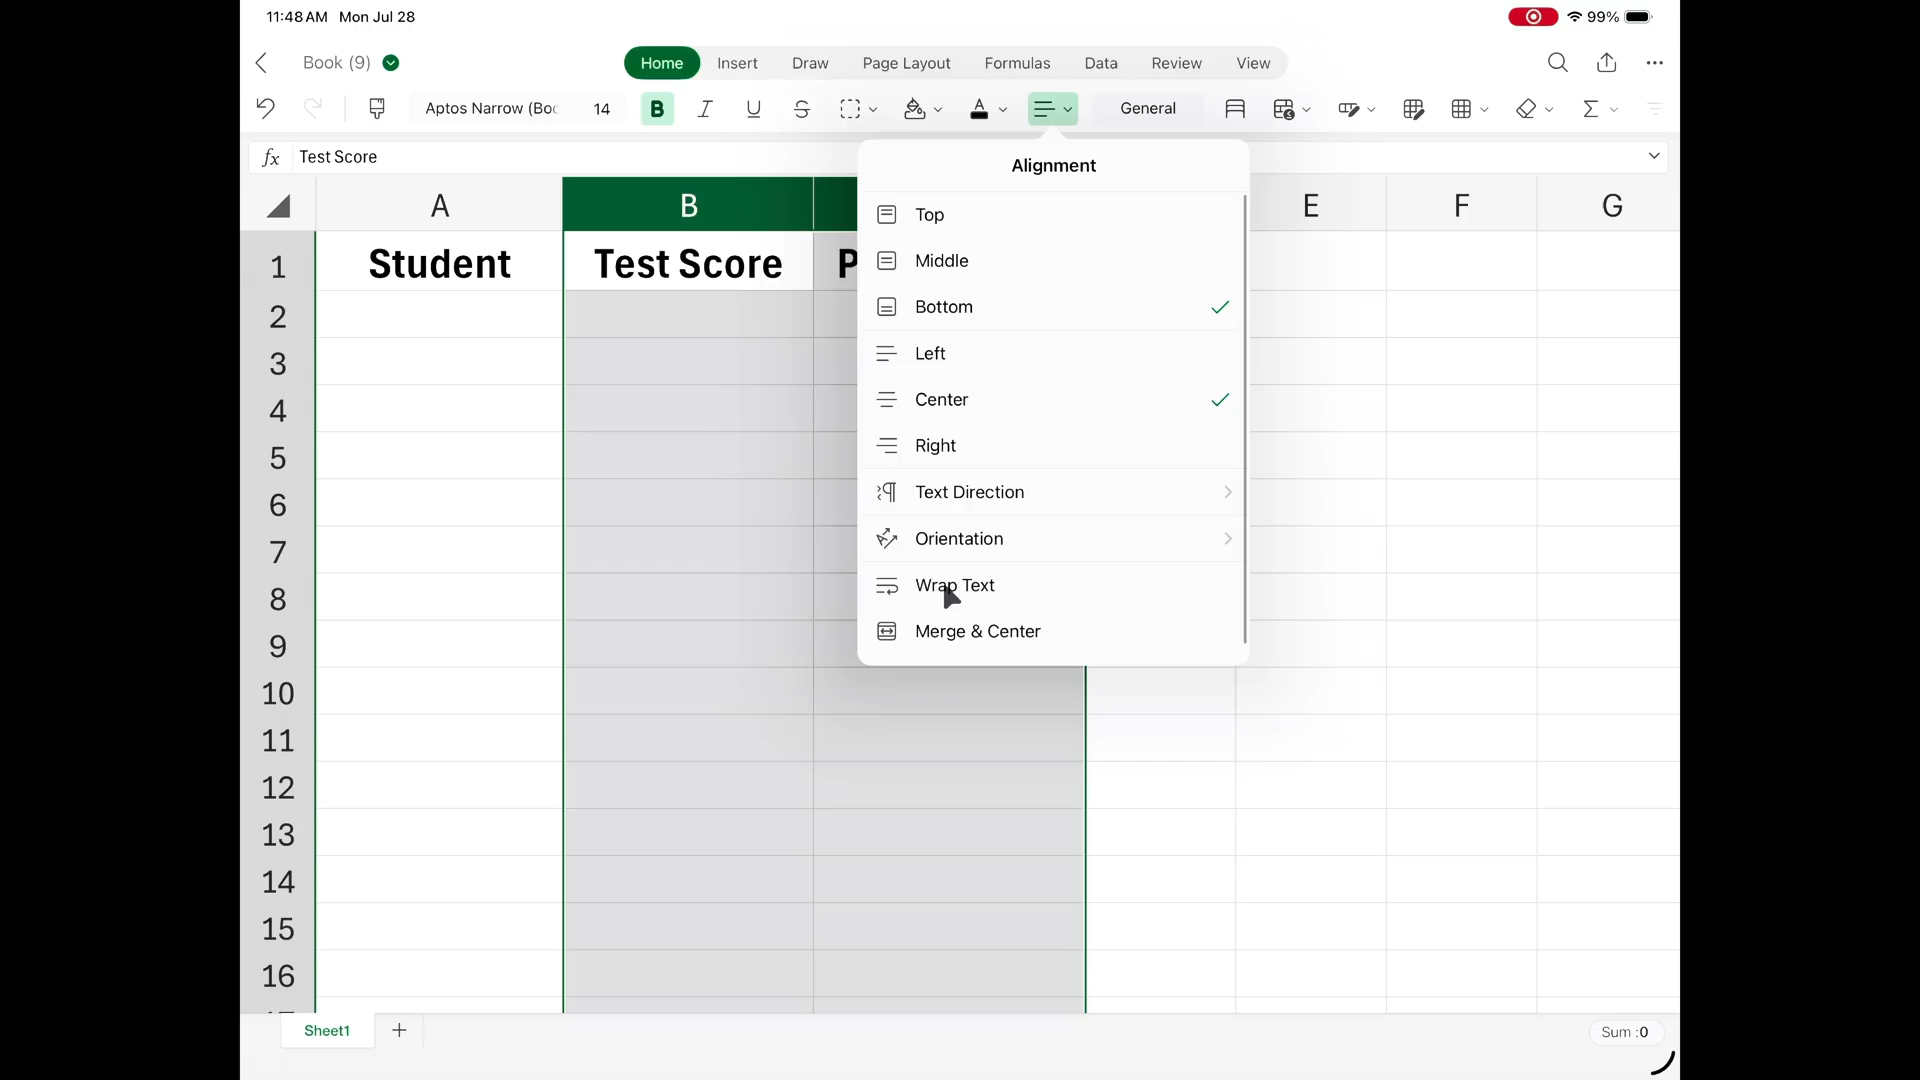 11:48 AM Mon Jul 28
99%
Book (9)
Home Insert Draw Page Layout Formulas Data Review View
Aptos Narrow (Boc 14 B I U S A General Σ
fx Test Score
Alignment
A B E F G
Top
1 Student Test Score P
Middle
2 Bottom
3 Left
4 Center
5 Right
6 Text Direction
7 Orientation
8 Wrap Text
9 Merge & Center
10
11
12
13
14
15
16
Sheet1
Sum :0